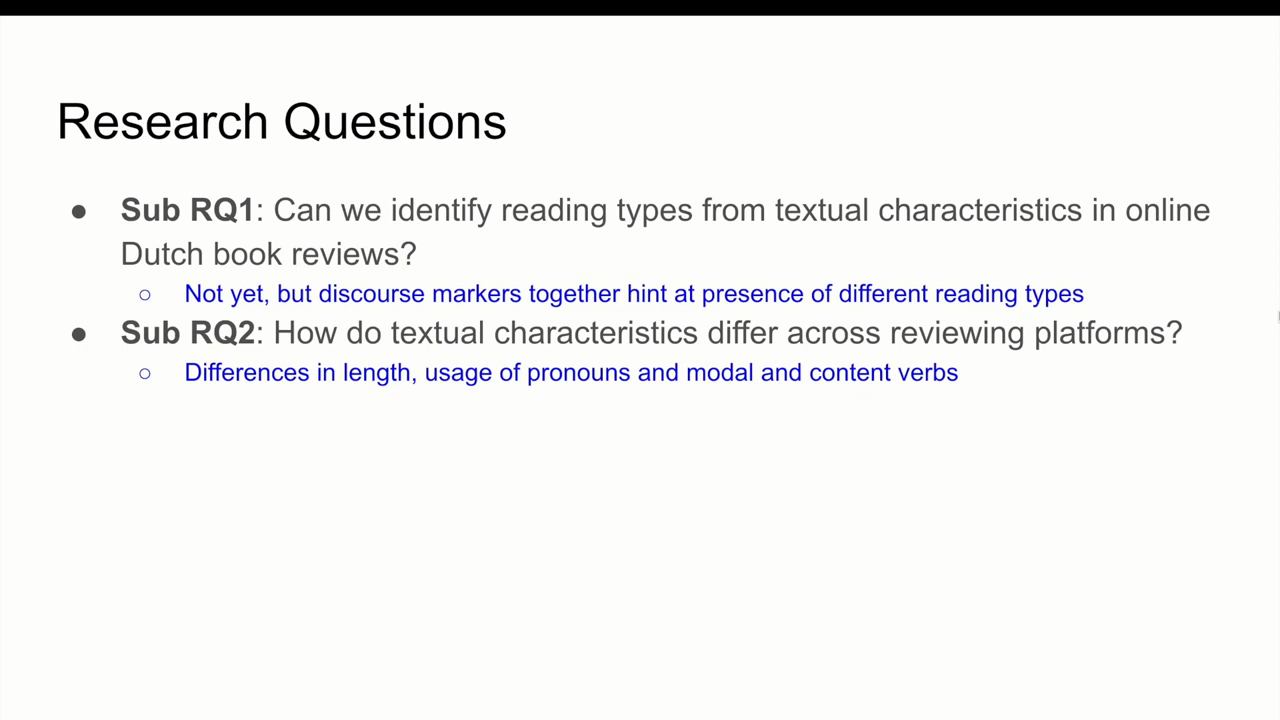 Research Questions
● Sub RQ1: Can we identify reading types from textual characteristics in online
Dutch book reviews?
○ Not yet, but discourse markers together hint at presence of different reading types
● Sub RQ2: How do textual characteristics differ across reviewing platforms?
○ Differences in length, usage of pronouns and modal and content verbs